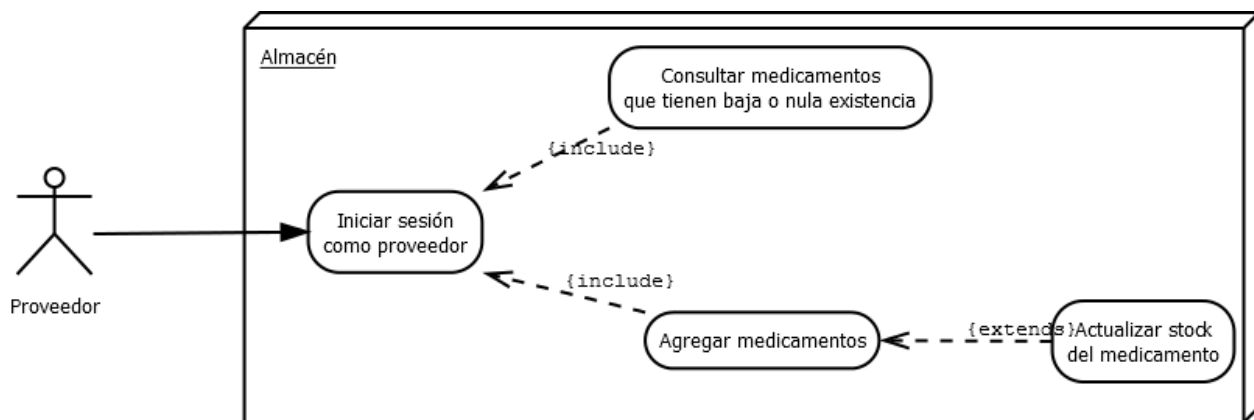 Almacén
Consultar medicamentos
que tienen baja o nula existencia
{include}
Iniciar sesión
como proveedor
{include}
Proveedor
Agregar medicamentos
{extends}
Actualizar stock
del medicamento